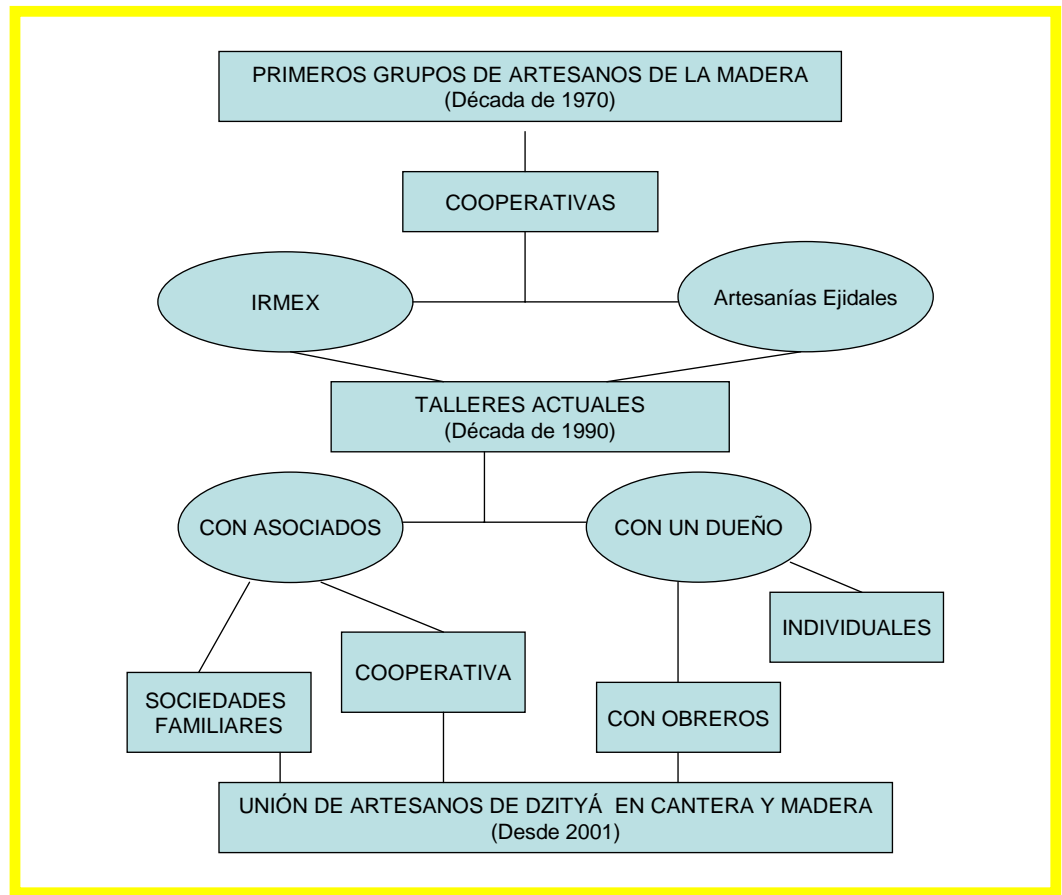 PRIMEROS GRUPOS DE ARTESANOS DE LA MADERA
(Década de 1970)
COOPERATIVAS
IRMEX
Artesanías Ejidales
TALLERES ACTUALES
(Década de 1990)
CON ASOCIADOS
CON UN DUEÑO
INDIVIDUALES
COOPERATIVA
SOCIEDADES
FAMILIARES
CON OBREROS
UNIÓN DE ARTESANOS DE DZITYÁ EN CANTERA Y MADERA
(Desde 2001)